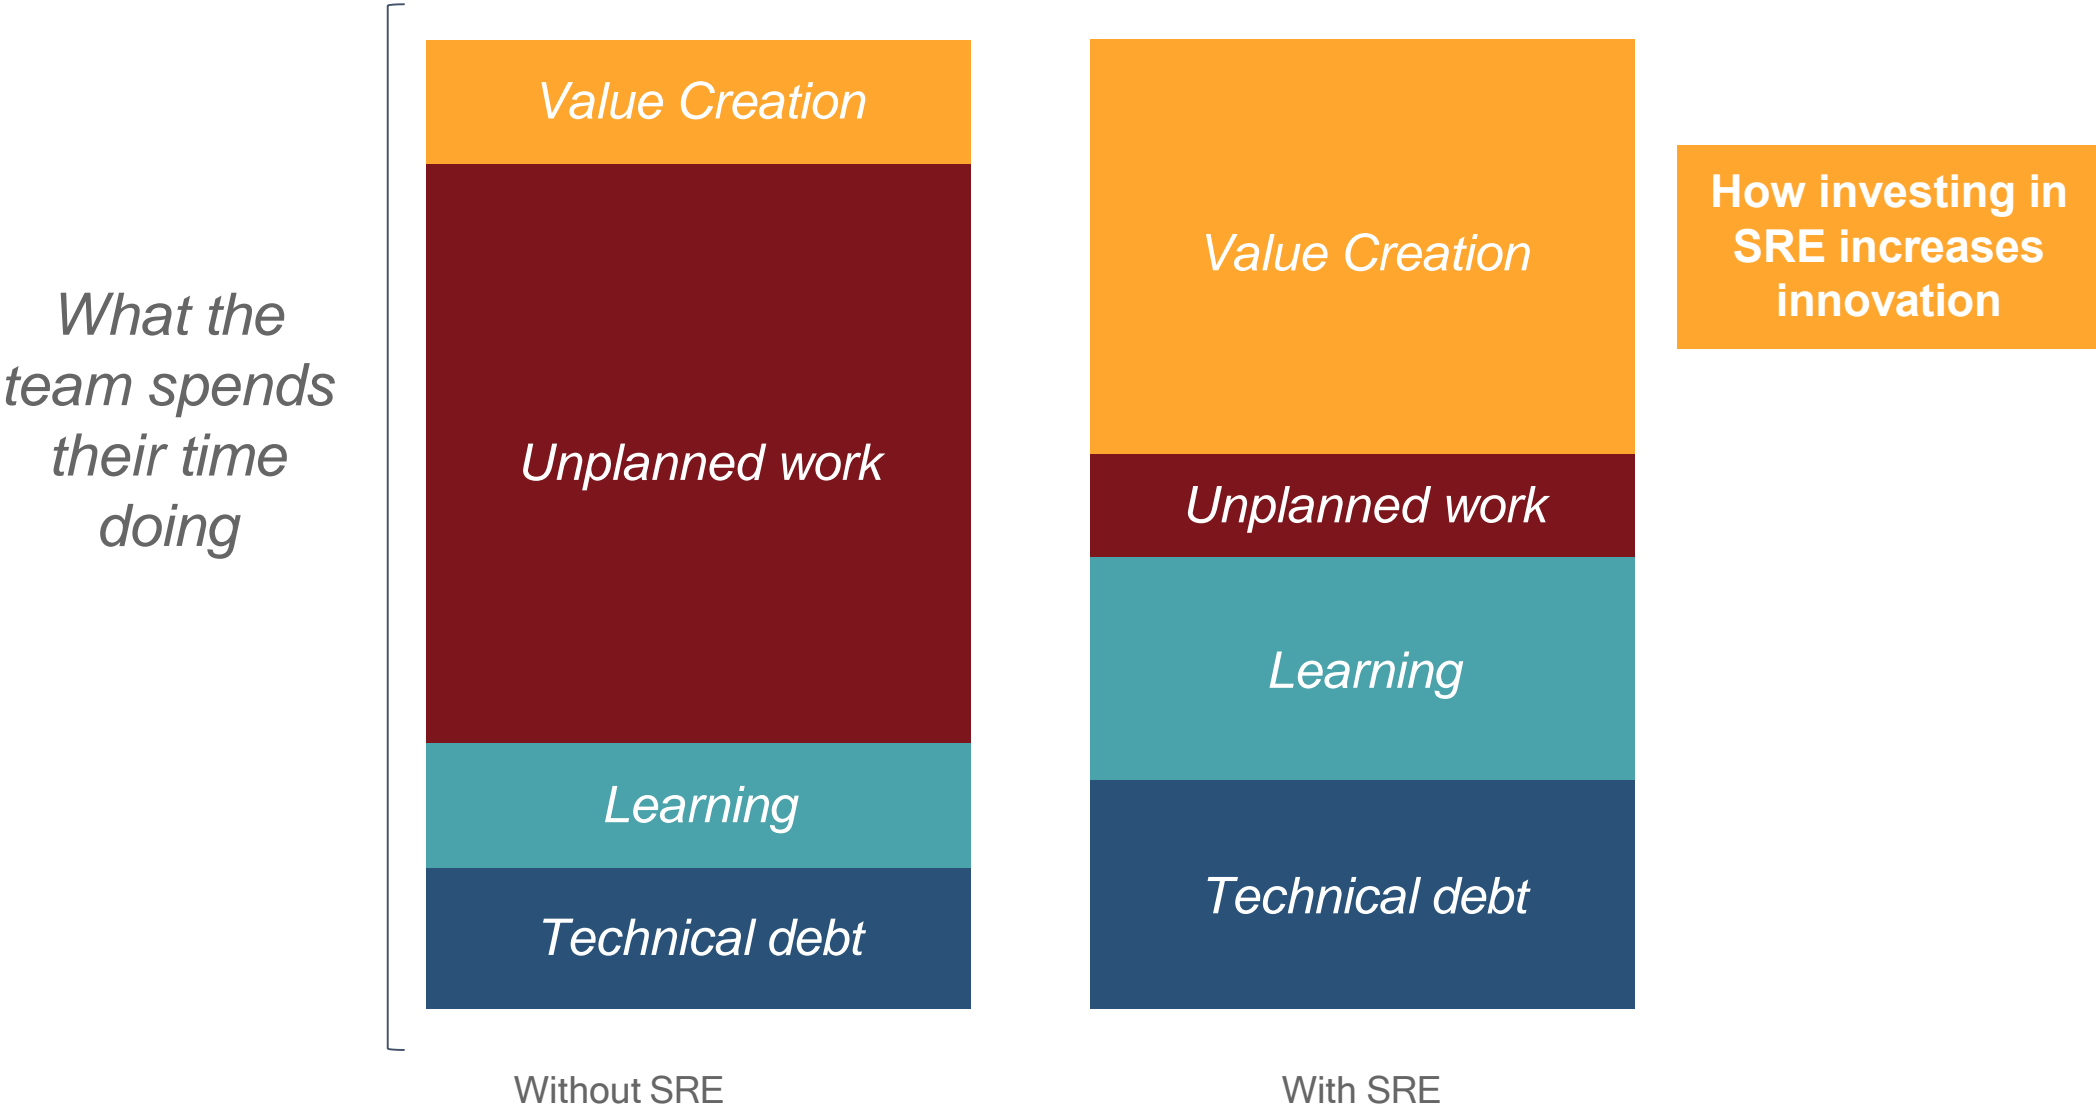 What the
team spends
their time
doing
Value Creation
Unplanned work
Learning
Technical debt
Without SRE
Value Creation
Unplanned work
Learning
Technical debt
With SRE
How investing in
SRE increases
innovation